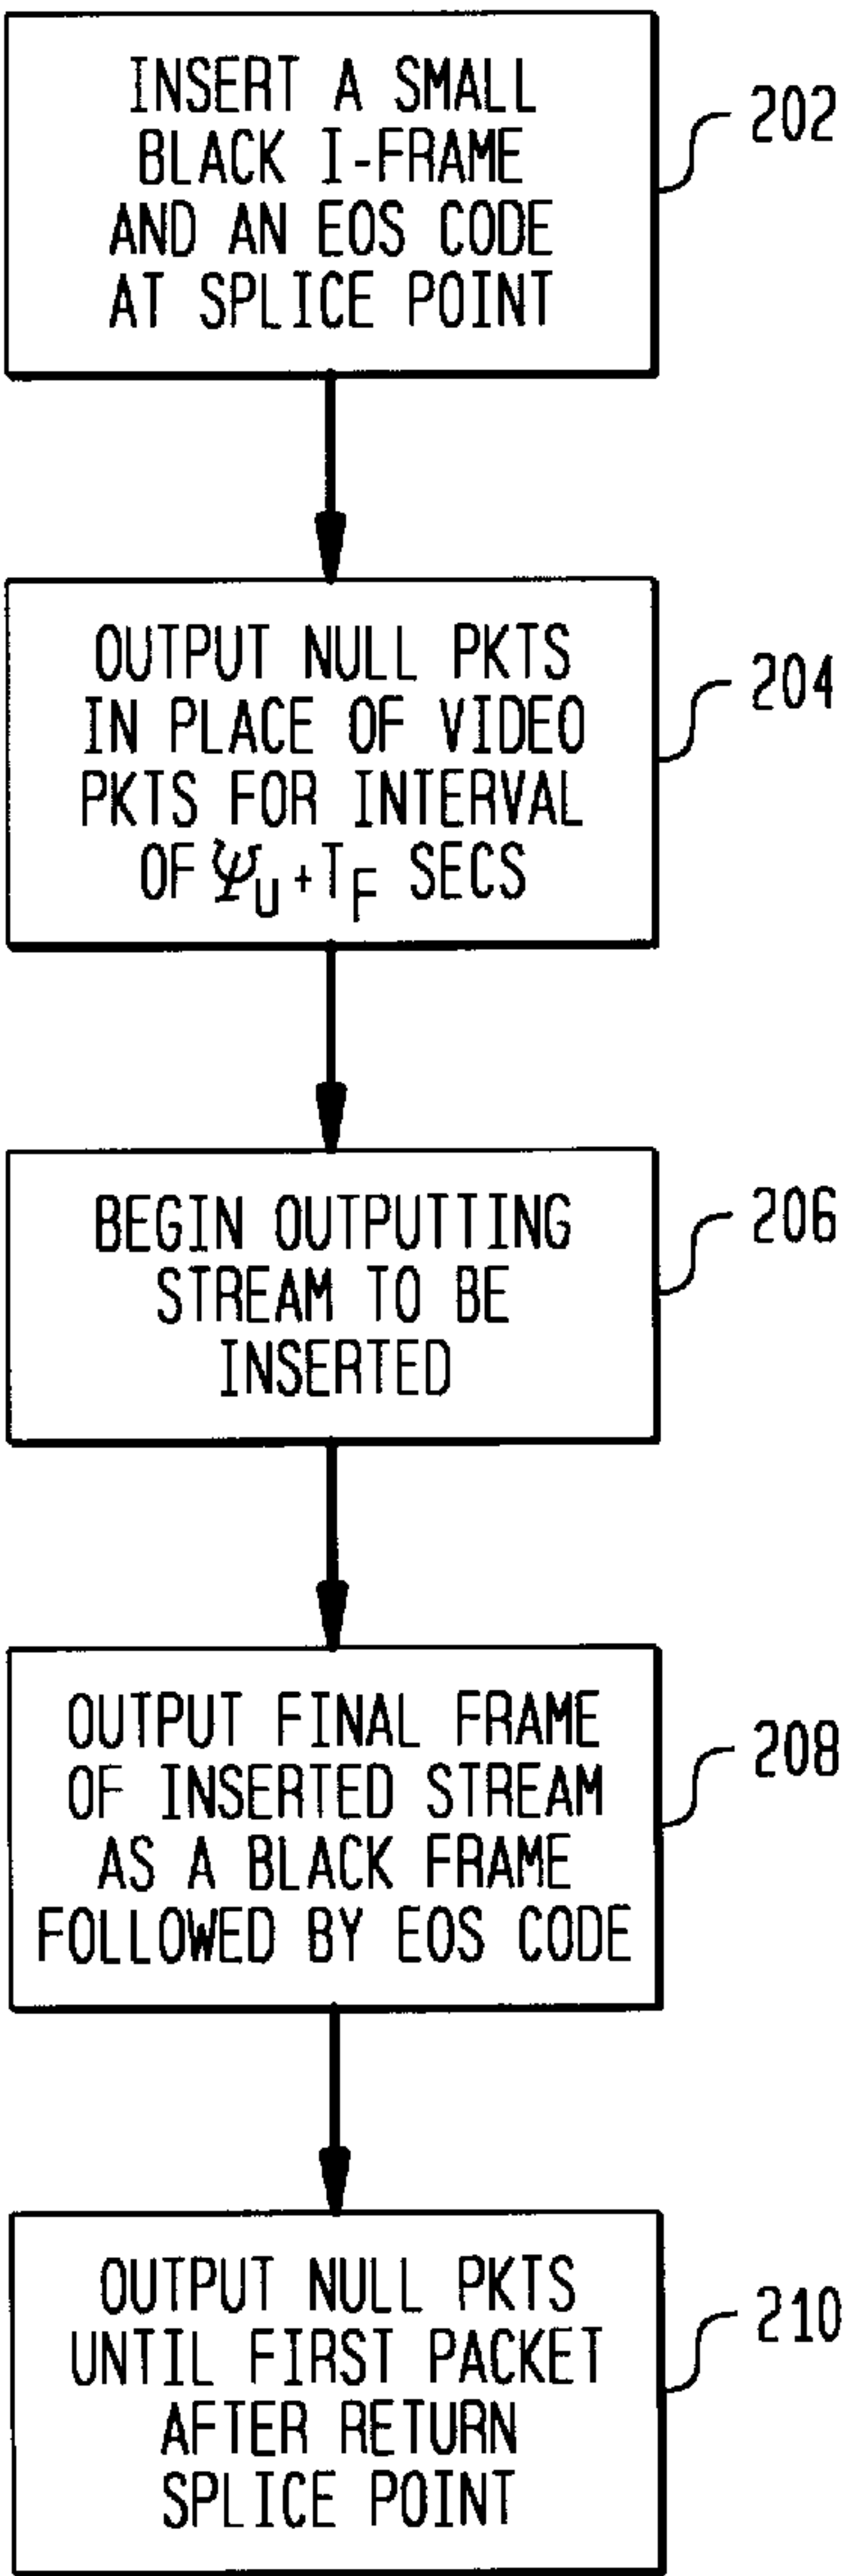 INSERT A SMALL
BLACK I-FRAME
AND AN EOS CODE
AT SPLICE POINT
202
OUTPUT NULL PKTS
IN PLACE OF VIDEO
PKTS FOR INTERVAL
OF ΨU+TF SECS
204
BEGIN OUTPUTTING
STREAM TO BE
INSERTED
206
OUTPUT FINAL FRAME
OF INSERTED STREAM
AS A BLACK FRAME
FOLLOWED BY EOS CODE
208
OUTPUT NULL PKTS
UNTIL FIRST PACKET
AFTER RETURN
SPLICE POINT
210